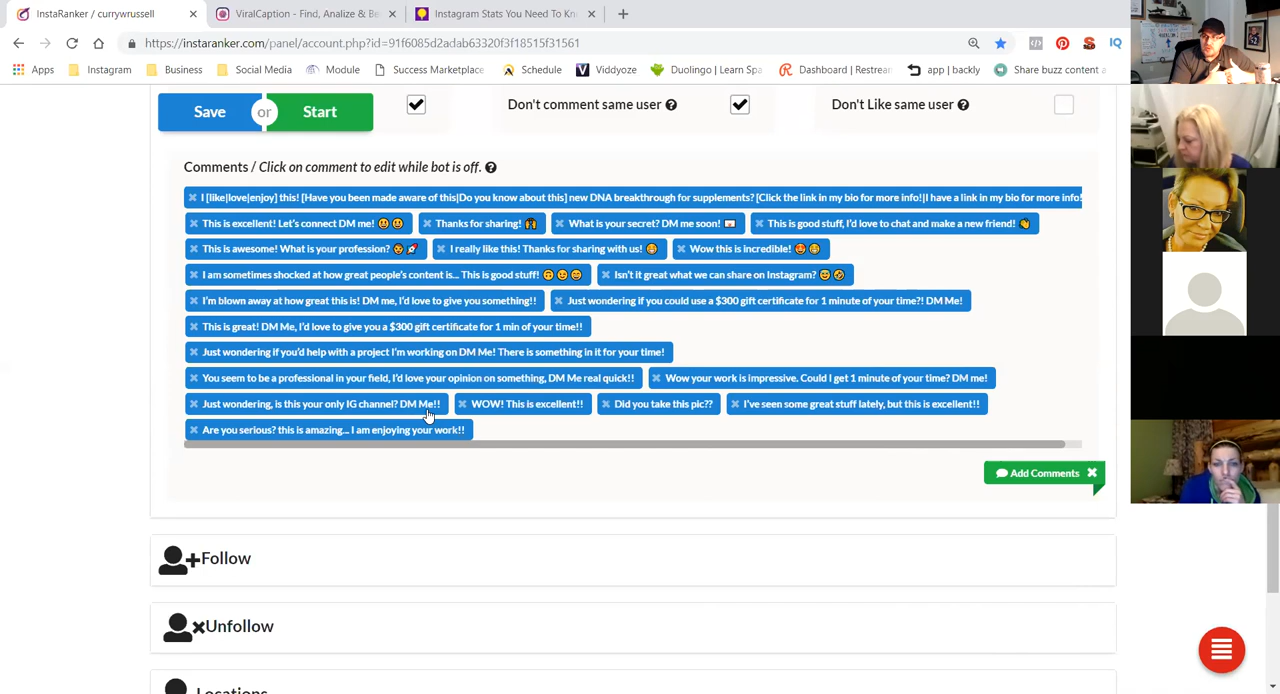 InstaRanker / currywrussell
ViralCaption - Find, Analize & Be
Instagram Stats You Need To Kn
https://instaranker.com/panel/account.php?id=91f6085d2adab63320f3f18515f31561
Apps Instagram Business Social Media Module Success Marketplace Schedule Viddyoze Duolingo | Learn Spa Dashboard | Restrea app | backly Share buzz content a
Save or Start Don't comment same user Don't Like same user
Comments / Click on comment to edit while bot is off.
I [like|love|enjoy] this! [Have you been made aware of this|Do you know about this] new DNA breakthrough for supplements? [Click the link in my bio for more info!|I have a link in my bio for more info!
This is excellent! Let's connect DM me! 😀😀 Thanks for sharing! 🙌 What is your secret? DM me soon! This is good stuff, I'd love to chat and make a new friend! 👏
This is awesome! What is your profession? I really like this! Thanks for sharing with us! Wow this is incredible!
I am sometimes shocked at how great people's content is... This is good stuff! 🙃😉😀 Isn't it great what we can share on Instagram? 😅🤣
I'm blown away at how great this is! DM me, I'd love to give you something!! Just wondering if you could use a $300 gift certificate for 1 minute of your time?! DM Me!
This is great! DM Me, I'd love to give you a $300 gift certificate for 1 min of your time!!
Just wondering if you'd help with a project I'm working on DM Me! There is something in it for your time!
You seem to be a professional in your field, I'd love your opinion on something, DM Me real quick!! Wow your work is impressive. Could I get 1 minute of your time? DM me!
Just wondering, is this your only IG channel? DM Me!! WOW! This is excellent!! Did you take this pic?? I've seen some great stuff lately, but this is excellent!!
Are you serious? this is amazing... I am enjoying your work!!
Add Comments
Follow
Unfollow
Locations